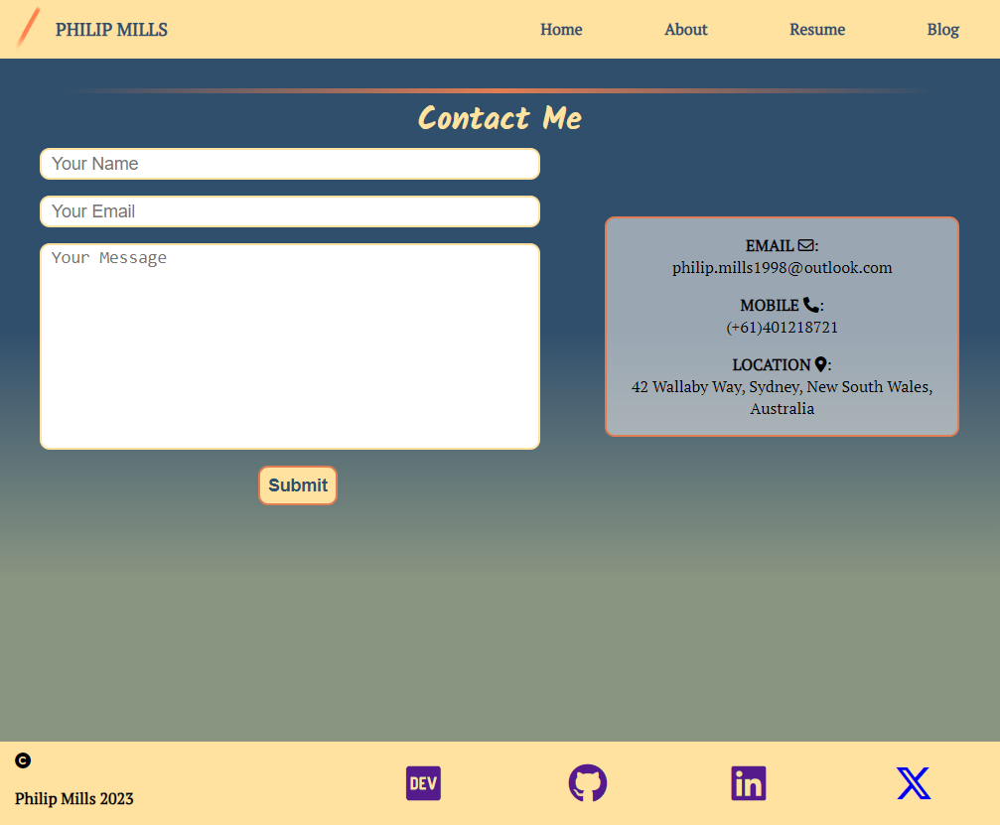 PHILIP MILLS
Home
About
Resume
Blog
Contact Me
Your Name
Your Email
Your Message
Submit
EMAIL :
philip.mills1998@outlook.com
MOBILE :
(+61)401218721
LOCATION :
42 Wallaby Way, Sydney, New South Wales,
Australia
©
Philip Mills 2023
DEV
in
X